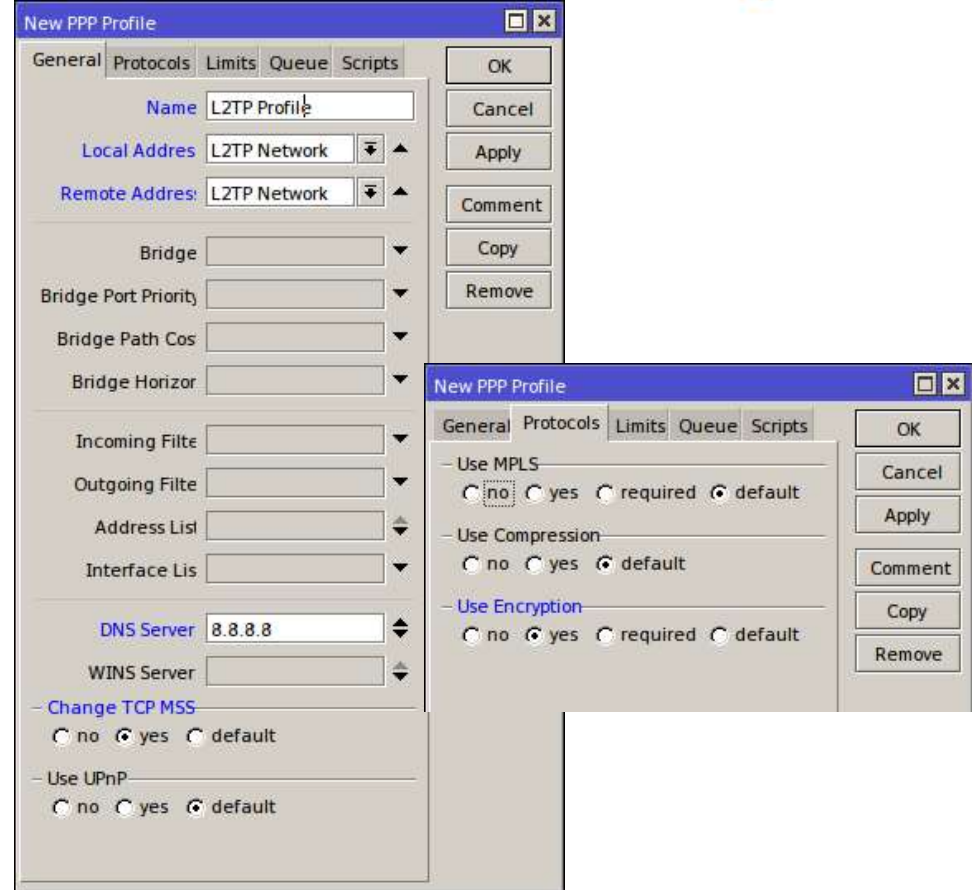 New PPP Profile
General Protocols Limits Queue Scripts
OK
Name L2TP Profile
Cancel
Local Addres L2TP Network
Apply
Remote Address L2TP Network
Comment
Bridge
Copy
Bridge Port Priority
Remove
Bridge Path Cos
Bridge Horizor
Incoming Filte
Outgoing Filte
Address List
Interface Lis
DNS Server 8.8.8.8
WINS Server
Change TCP MSS
no yes default
Use UPnP
no yes default
New PPP Profile
General Protocols Limits Queue Scripts
OK
Use MPLS
Cancel
no yes required default
Apply
Use Compression
no yes default
Comment
Use Encryption
Copy
no yes required default
Remove